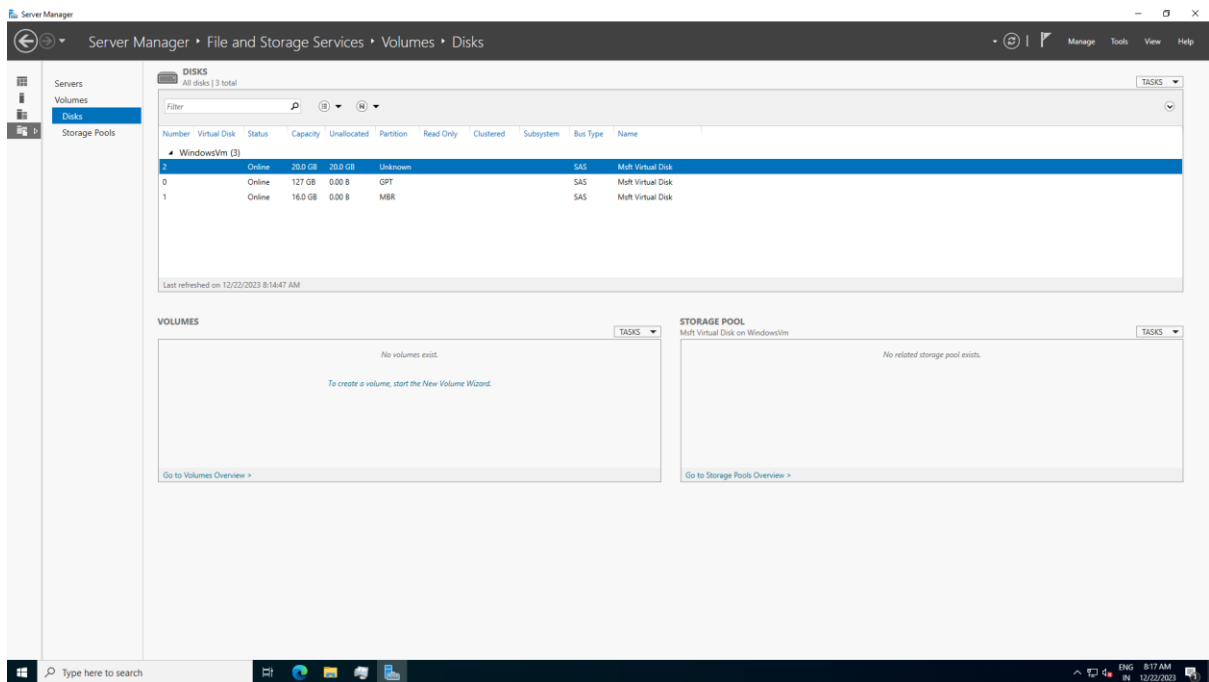 Server Manager
Server Manager ‣ File and Storage Services ‣ Volumes ‣ Disks
Manage Tools View Help
Servers
Volumes
Disks
Storage Pools
DISKS
All disks | 3 total
TASKS
Filter
Number Virtual Disk Status Capacity Unallocated Partition Read Only Clustered Subsystem Bus Type Name
WindowsVm (3)
2 Online 20.0 GB 20.0 GB Unknown SAS Msft Virtual Disk
0 Online 127 GB 0.00 B GPT SAS Msft Virtual Disk
1 Online 16.0 GB 0.00 B MBR SAS Msft Virtual Disk
Last refreshed on 12/22/2023 8:14:47 AM
VOLUMES
TASKS
No volumes exist.
To create a volume, start the New Volume Wizard.
Go to Volumes Overview >
STORAGE POOL
Msft Virtual Disk on WindowsVm
TASKS
No related storage pool exists.
Go to Storage Pools Overview >
Type here to search
ENG 8:17 AM
IN 12/22/2023